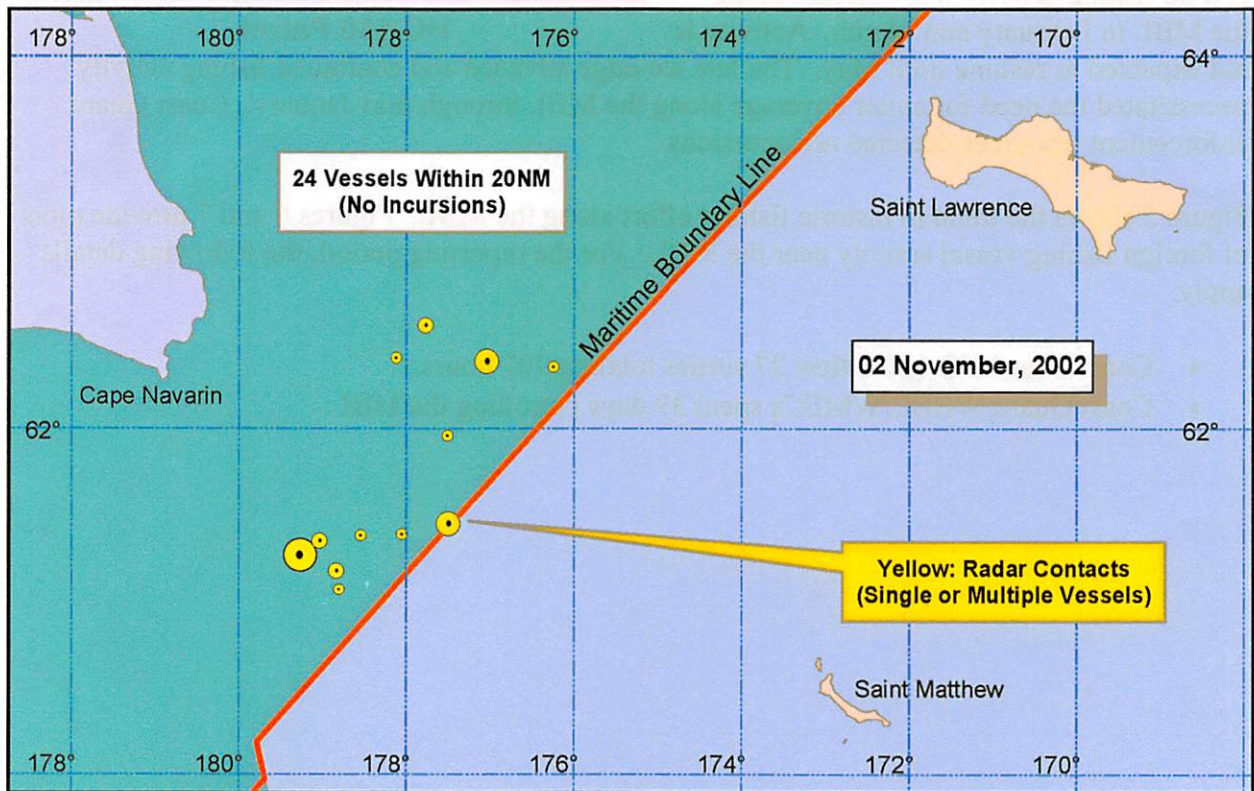 178° 180° 178° 176° 174° 172° 170°
64°
24 Vessels Within 20NM
(No Incursions)
Maritime Boundary Line
Saint Lawrence
02 November, 2002
Cape Navarin
62° 62°
Yellow: Radar Contacts
(Single or Multiple Vessels)
Saint Matthew
178° 180° 178° 176° 174° 172° 170°